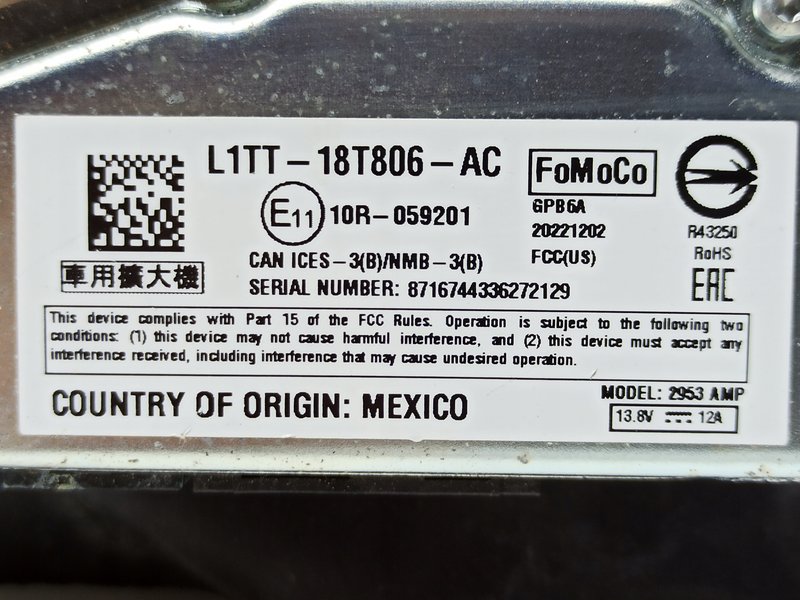 L1TT-18T806-AC
FoMoCo
E11 10R-059201
GPB6A
20221202
R43250
RoHS
CAN ICES-3(B)/NMB-3(B)
FCC(US)
EAC
車用擴大機
SERIAL NUMBER: 8716744336272129
This device complies with Part 15 of the FCC Rules. Operation is subject to the following two
conditions: (1) this device may not cause harmful interference, and (2) this device must accept any
interference received, including interference that may cause undesired operation.
COUNTRY OF ORIGIN: MEXICO
MODEL: 2953 AMP
13.8V ⎓ 12A